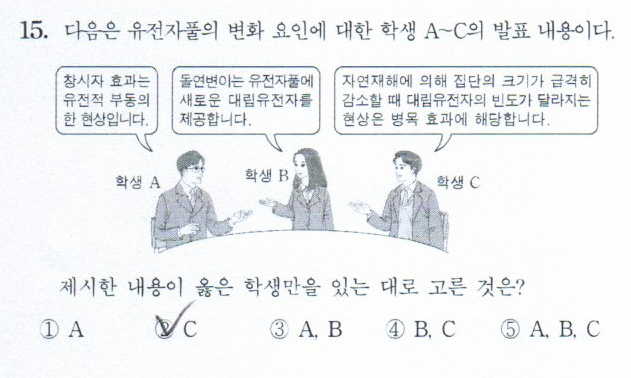 15. 다음은 유전자풀의 변화 요인에 대한 학생 A~C의 발표 내용이다.
창시자 효과는
유전적 부동의
한 현상입니다.
돌연변이는 유전자풀에
새로운 대립유전자를
제공합니다.
자연재해에 의해 집단의 크기가 급격히
감소할 때 대립유전자의 빈도가 달라지는
현상은 병목 효과에 해당합니다.
학생 A
학생 B
학생 C
제시한 내용이 옳은 학생만을 있는 대로 고른 것은?
① A ② C ③ A, B ④ B, C ⑤ A, B, C